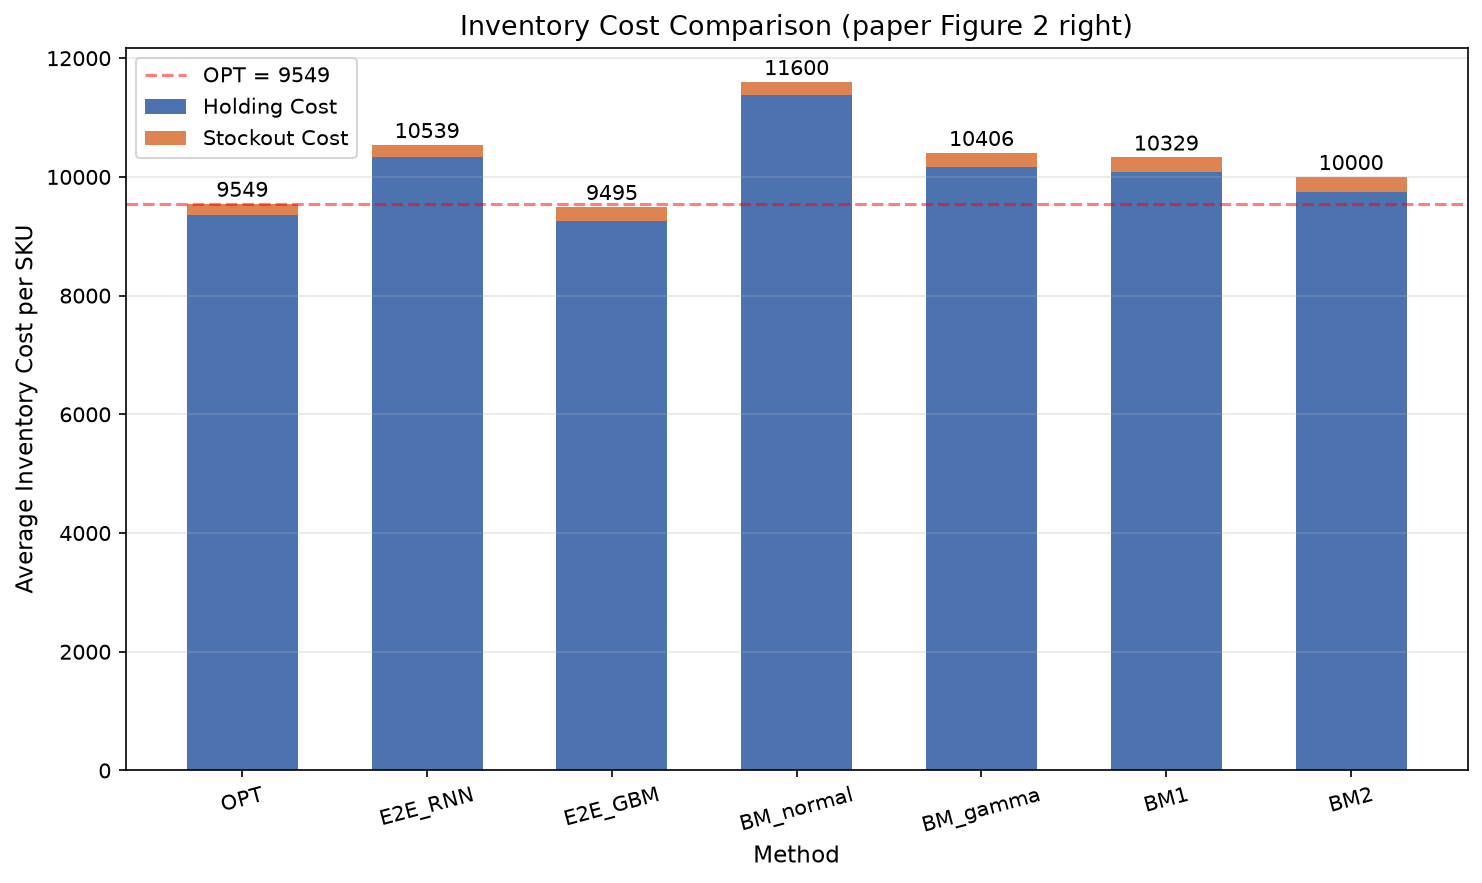 Inventory Cost Comparison (paper Figure 2 right)
OPT = 9549
Holding Cost
Stockout Cost
Average Inventory Cost per SKU
12000
10000
8000
6000
4000
2000
0
9549
10539
9495
11600
10406
10329
10000
OPT
E2E_RNN
E2E_GBM
BM_normal
BM_gamma
BM1
BM2
Method